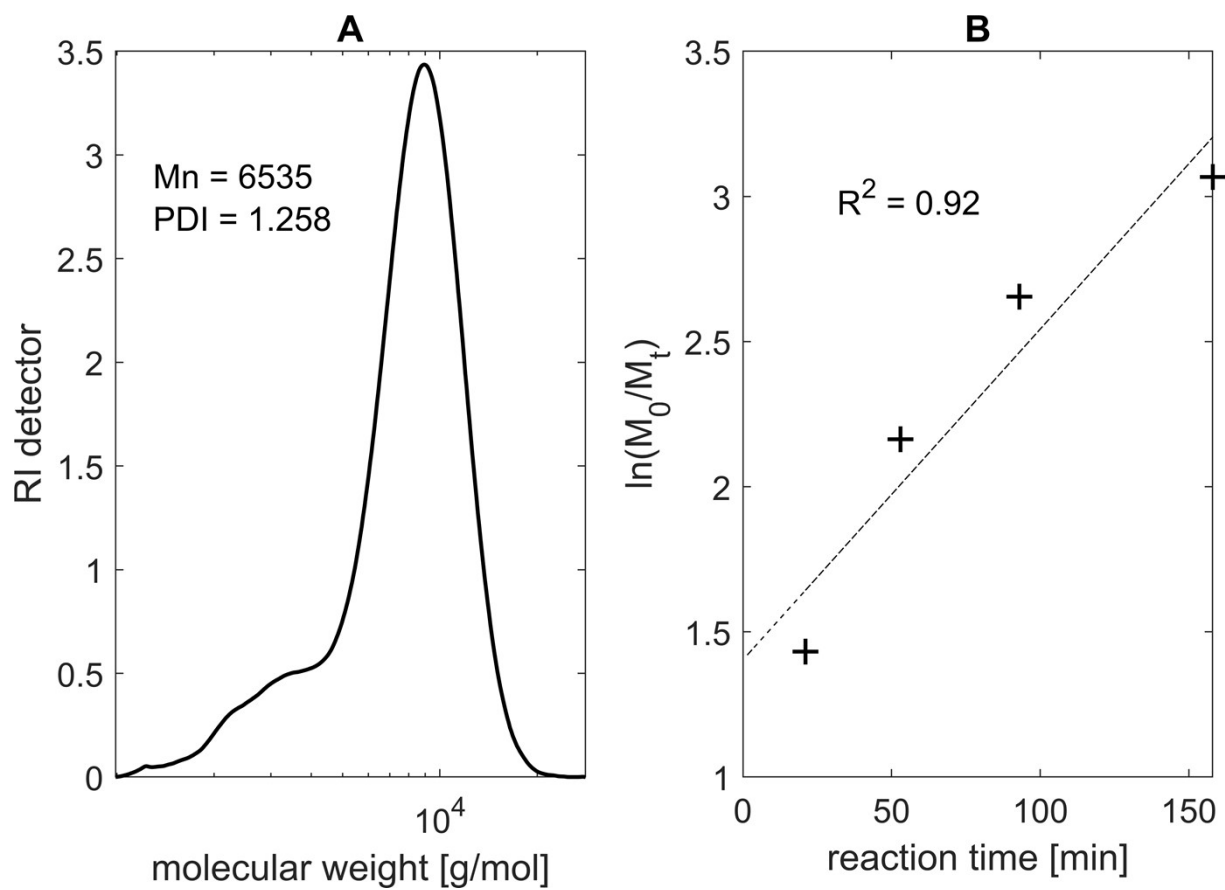 A
3.5
3
2.5
2
1.5
1
0.5
0
RI detector
Mn = 6535
PDI = 1.258
10^4
molecular weight [g/mol]
B
3.5
3
2.5
2
1.5
1
ln(M_0/M_t)
R^2 = 0.92
0 50 100 150
reaction time [min]